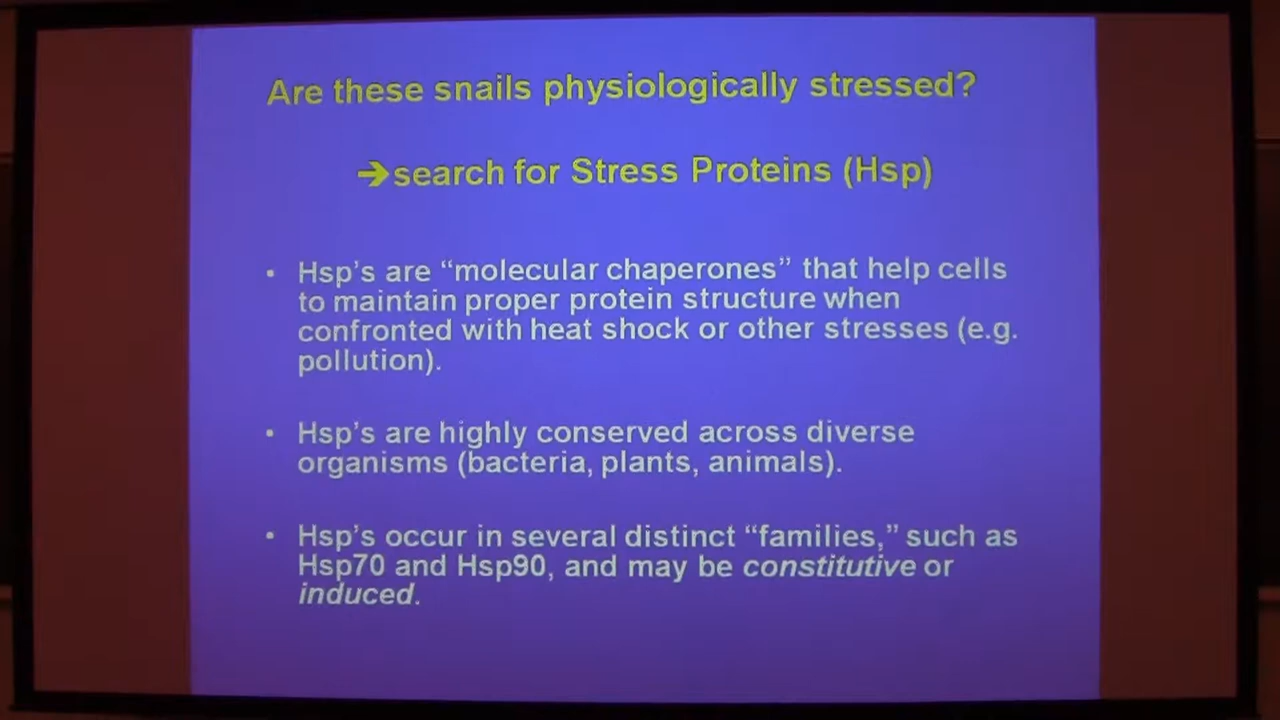 Are these snails physiologically stressed?
➔search for Stress Proteins (Hsp)
• Hsp's are “molecular chaperones” that help cells
to maintain proper protein structure when
confronted with heat shock or other stresses (e.g.
pollution).
• Hsp's are highly conserved across diverse
organisms (bacteria, plants, animals).
• Hsp's occur in several distinct “families,” such as
Hsp70 and Hsp90, and may be constitutive or
induced.